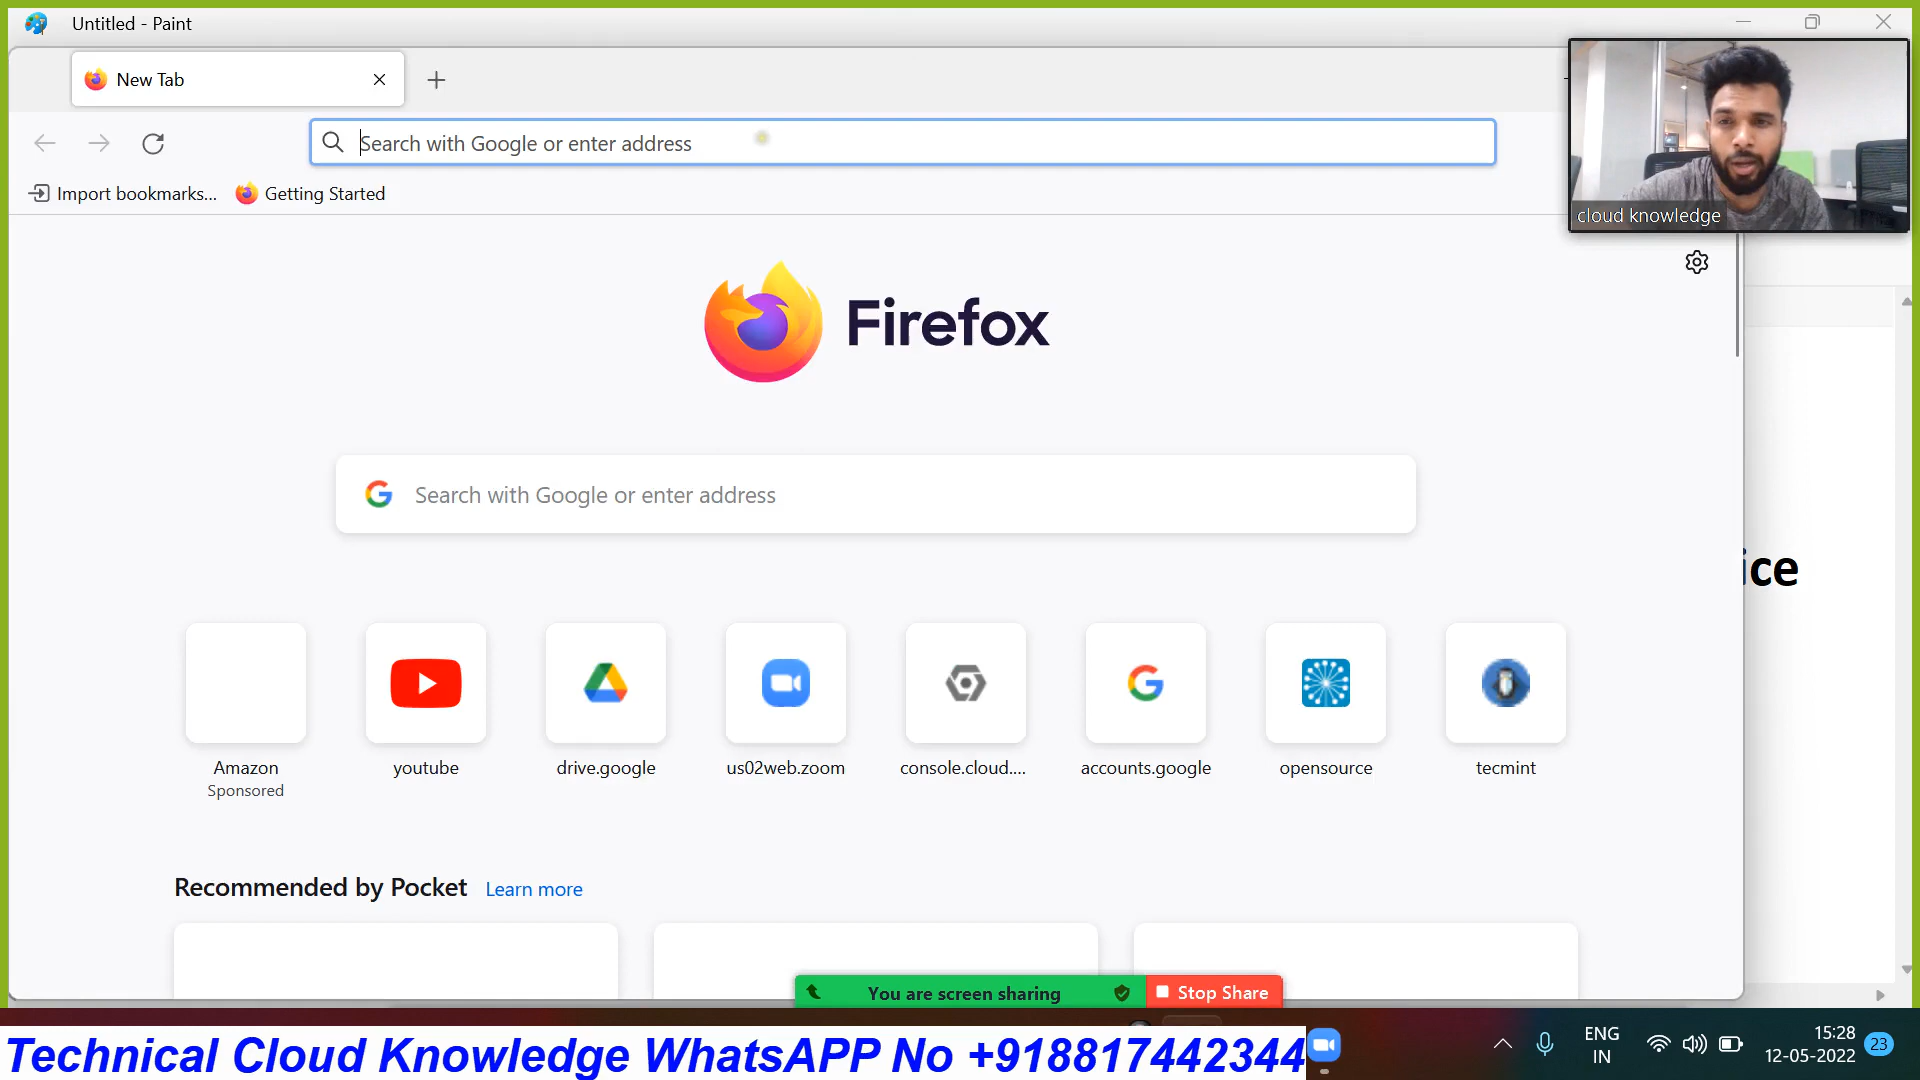 Untitled - Paint
New Tab
Search with Google or enter address
Import bookmarks...
Getting Started
cloud knowledge
Firefox
Search with Google or enter address
ice
Amazon
Sponsored
youtube
drive.google
us02web.zoom
console.cloud....
accounts.google
opensource
tecmint
Recommended by Pocket Learn more
You are screen sharing
Stop Share
Technical Cloud Knowledge WhatsAPP No +918817442344
ENG
IN
15:28
12-05-2022
23